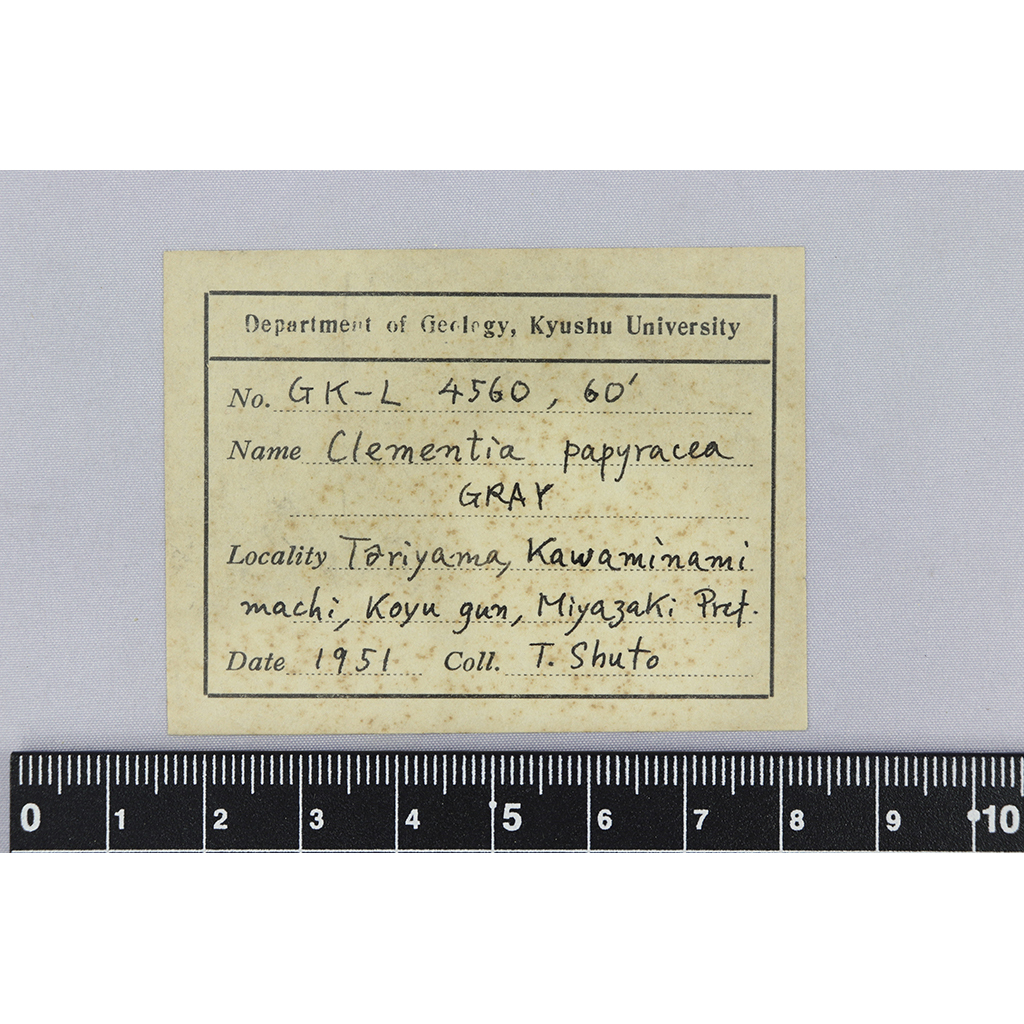 Department of Geology, Kyushu University
No. GK-L 4560, 60'
Name Clementia papyracea
GRAY
Locality Tōriyama, Kawaminami
machi, Koyu gun, Miyazaki Pref.
Date 1951 Coll. T. Shuto
0 1 2 3 4 5 6 7 8 9 10